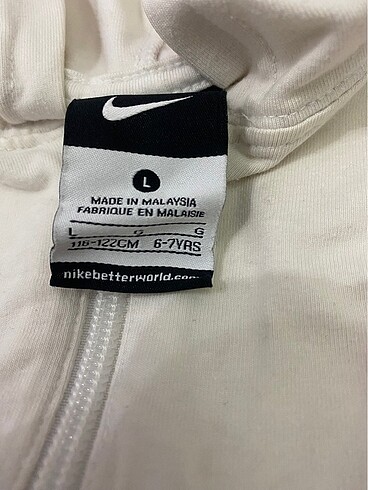 L
MADE IN MALAYSIA
FABRIQUE EN MALAISIE
L G G
116-122CM 6-7YRS
nikebetterworld.com